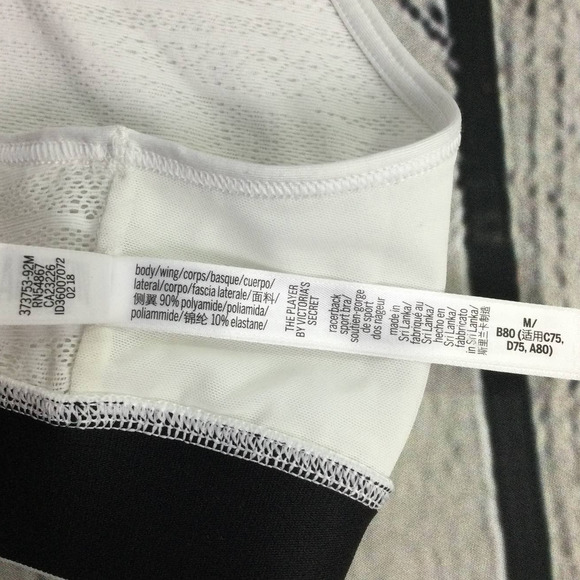 373753-92M
RN54867
CA23226
ID36007072
02.18
body/wing/corps/basque/cuerpo/
lateral/corpo/fascia laterale/面料/
侧翼 90% polyamide/poliamida/
poliammide/锦纶 10% elastane/
THE PLAYER
BY VICTORIA'S
SECRET
racerback
sport bra/
soutien-gorge
de sport
dos nageur
made in
Sri Lanka/
fabriqué au
Sri Lanka/
hecho en
Sri Lanka/
fabbricato
in Sri Lanka/
斯里兰卡制造
M/
B80 (适用C75,
D75, A80)